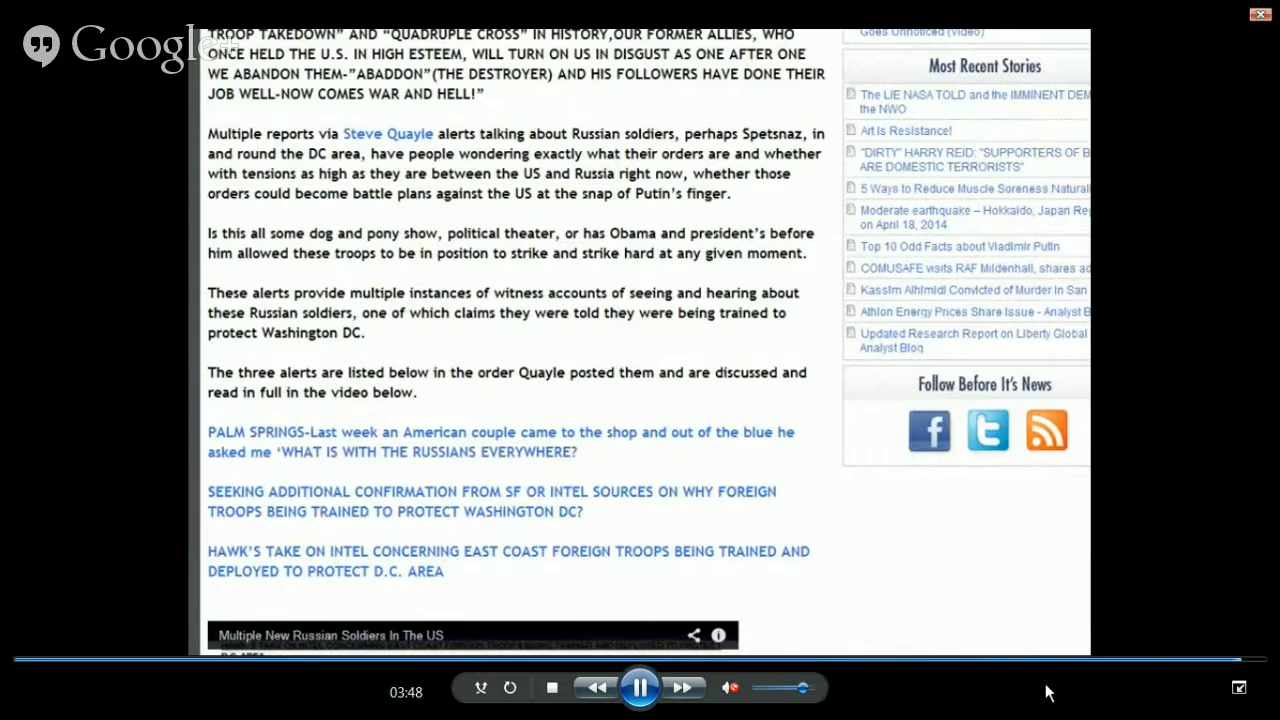 Google+
TROOP TAKEDOWN” AND “QUADRUPLE CROSS” IN HISTORY,OUR FORMER ALLIES, WHO
ONCE HELD THE U.S. IN HIGH ESTEEM, WILL TURN ON US IN DISGUST AS ONE AFTER ONE
WE ABANDON THEM-”ABADDON”(THE DESTROYER) AND HIS FOLLOWERS HAVE DONE THEIR
JOB WELL-NOW COMES WAR AND HELL!”
Multiple reports via Steve Quayle alerts talking about Russian soldiers, perhaps Spetsnaz, in
and round the DC area, have people wondering exactly what their orders are and whether
with tensions as high as they are between the US and Russia right now, whether those
orders could become battle plans against the US at the snap of Putin’s finger.
Is this all some dog and pony show, political theater, or has Obama and president’s before
him allowed these troops to be in position to strike and strike hard at any given moment.
These alerts provide multiple instances of witness accounts of seeing and hearing about
these Russian soldiers, one of which claims they were told they were being trained to
protect Washington DC.
The three alerts are listed below in the order Quayle posted them and are discussed and
read in full in the video below.
PALM SPRINGS-Last week an American couple came to the shop and out of the blue he
asked me ‘WHAT IS WITH THE RUSSIANS EVERYWHERE?
SEEKING ADDITIONAL CONFIRMATION FROM SF OR INTEL SOURCES ON WHY FOREIGN
TROOPS BEING TRAINED TO PROTECT WASHINGTON DC?
HAWK’S TAKE ON INTEL CONCERNING EAST COAST FOREIGN TROOPS BEING TRAINED AND
DEPLOYED TO PROTECT D.C. AREA
Multiple New Russian Soldiers In The US
Goes Unnoticed (Video)
Most Recent Stories
The LIE NASA TOLD and the IMMINENT DEM
the NWO
Art is Resistance!
"DIRTY" HARRY REID: "SUPPORTERS OF B
ARE DOMESTIC TERRORISTS"
5 Ways to Reduce Muscle Soreness Natural
Moderate earthquake – Hokkaido, Japan Re
on April 18, 2014
Top 10 Odd Facts about Vladimir Putin
COMUSAFE visits RAF Mildenhall, shares ad
Kassim Alhimidi Convicted of Murder in San
Athlon Energy Prices Share Issue - Analyst B
Updated Research Report on Liberty Global
Analyst Blog
Follow Before It's News
03:48